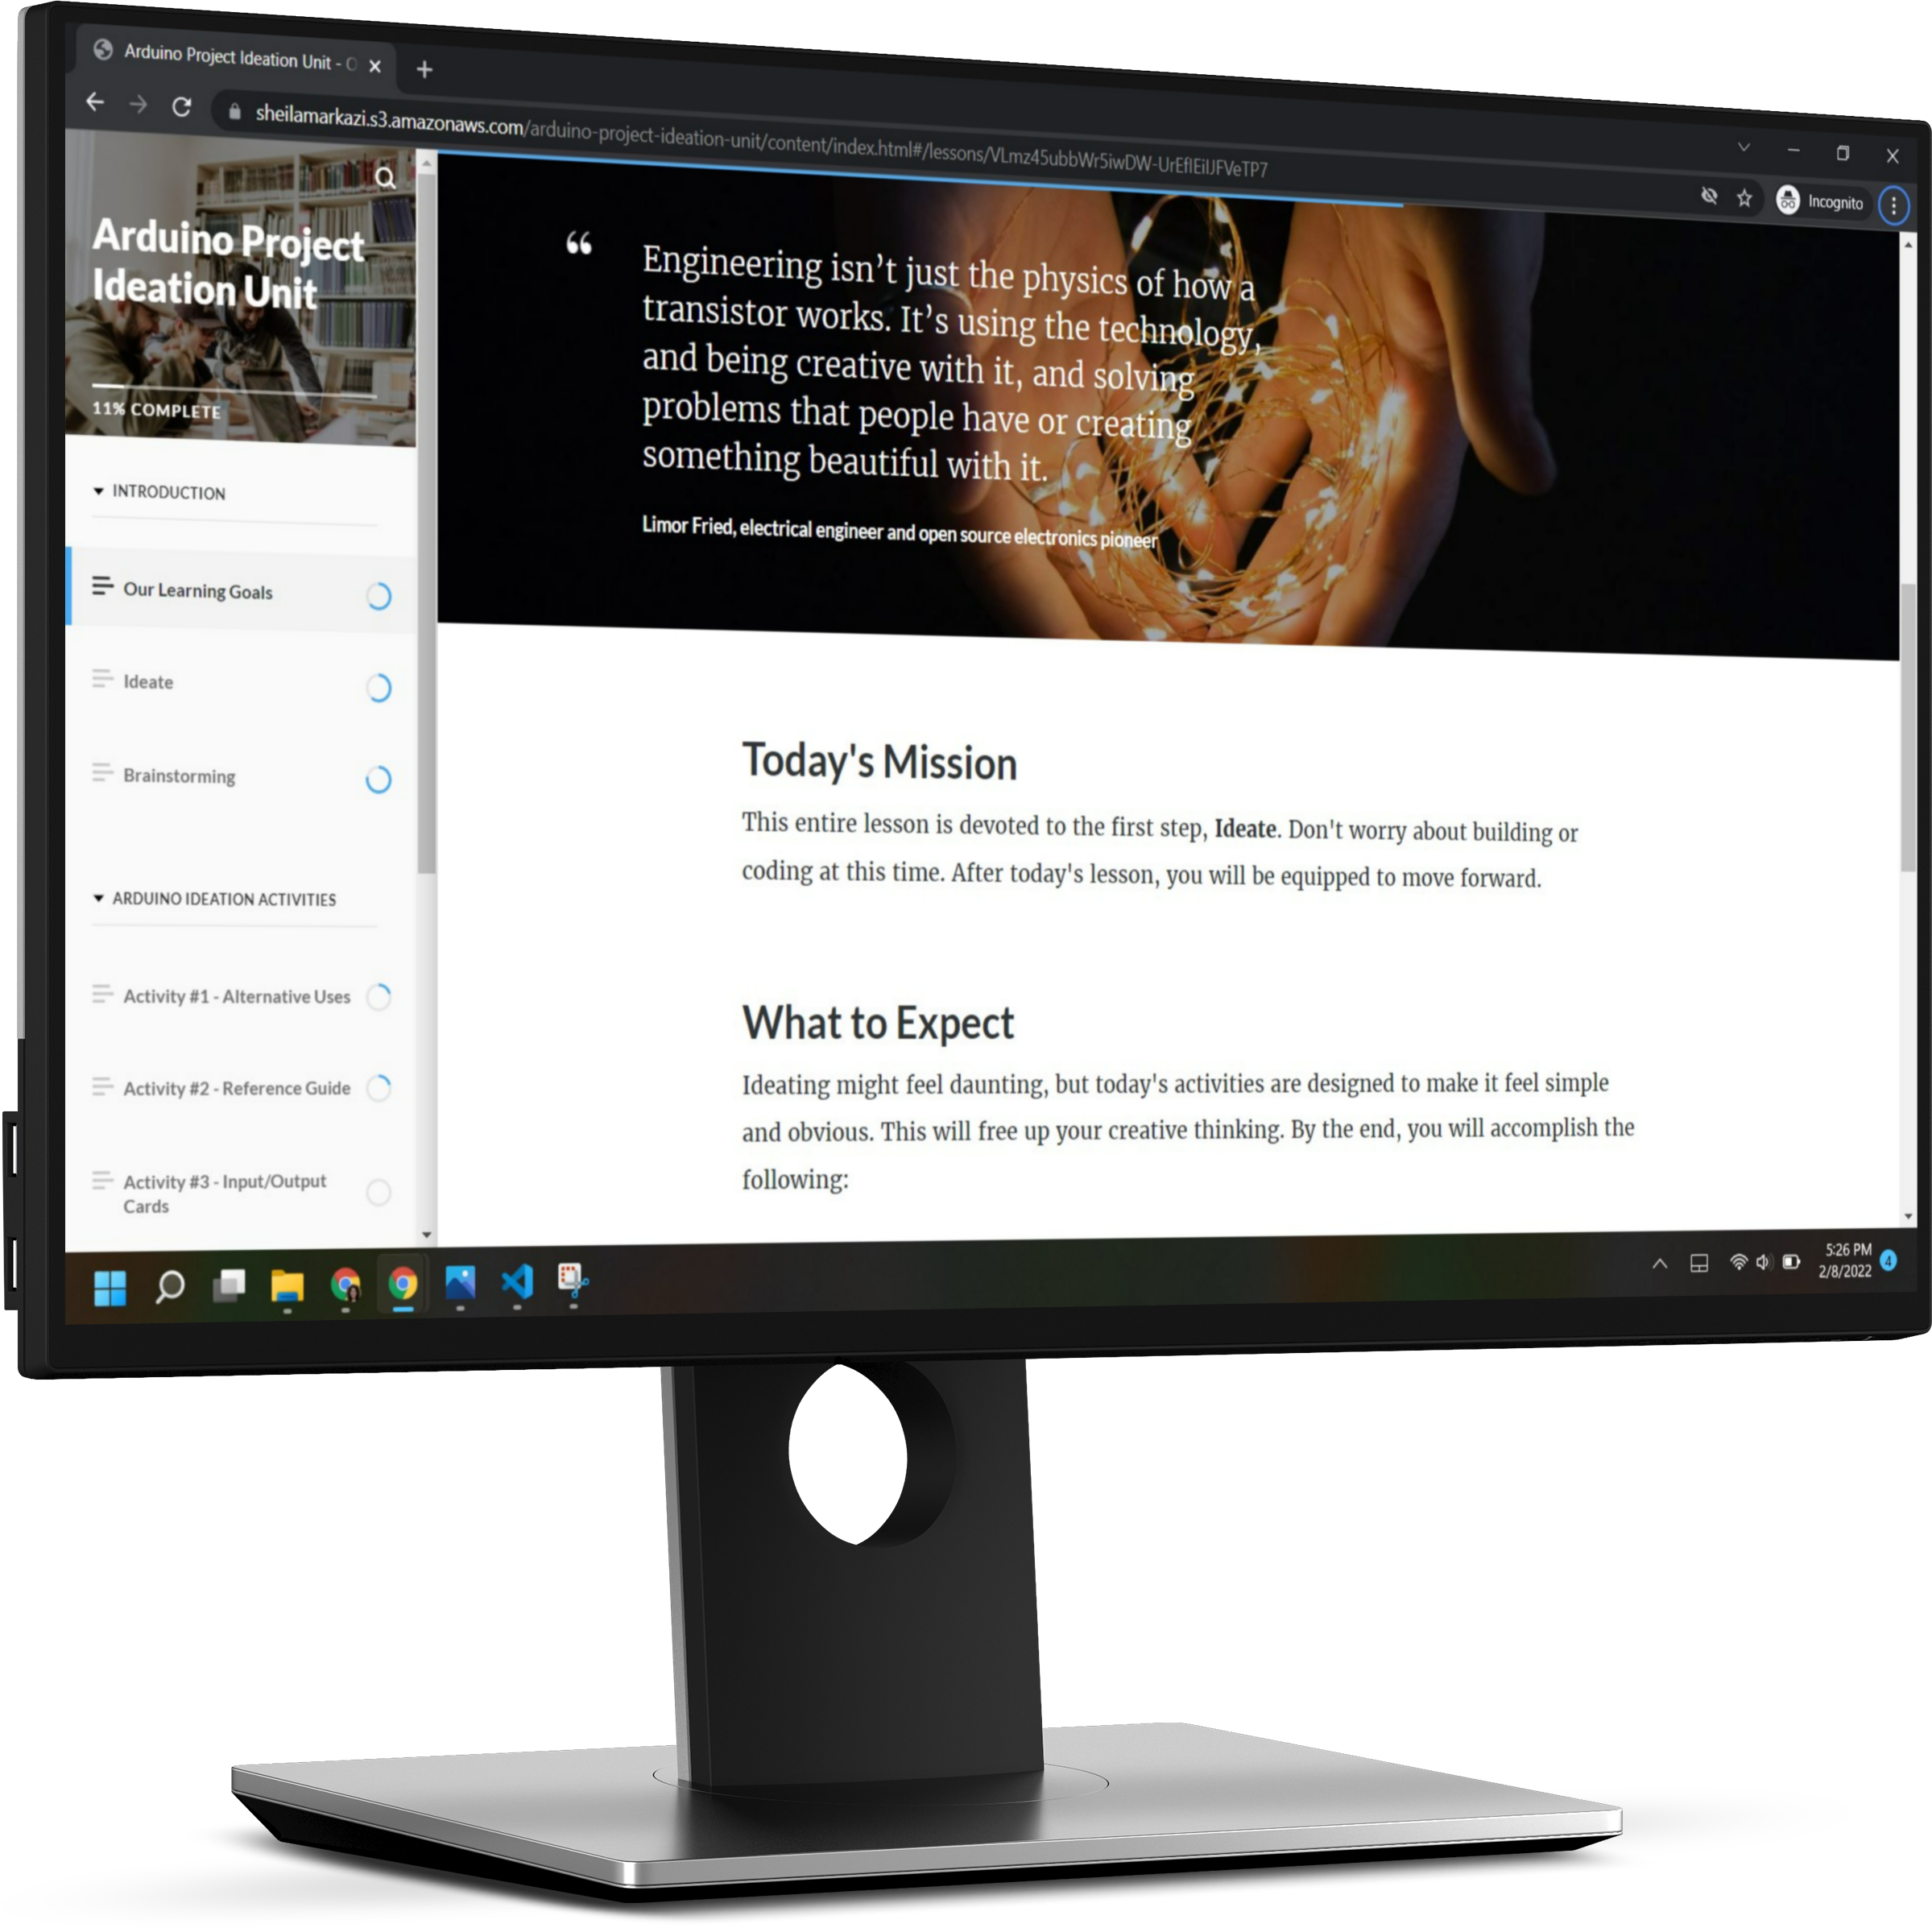 Arduino Project Ideation Unit - O
sheilamarkazi.s3.amazonaws.com/arduino-project-ideation-unit/content/index.html#/lessons/VLmz45ubbWr5iwDW-UrEflEiIJFVeTP7
Incognito
Arduino Project
Ideation Unit
11% COMPLETE
INTRODUCTION
Our Learning Goals
Ideate
Brainstorming
ARDUINO IDEATION ACTIVITIES
Activity #1 - Alternative Uses
Activity #2 - Reference Guide
Activity #3 - Input/Output
Cards
“
Engineering isn’t just the physics of how a
transistor works. It’s using the technology,
and being creative with it, and solving
problems that people have or creating
something beautiful with it.
Limor Fried, electrical engineer and open source electronics pioneer
Today's Mission
This entire lesson is devoted to the first step, Ideate. Don't worry about building or
coding at this time. After today's lesson, you will be equipped to move forward.
What to Expect
Ideating might feel daunting, but today's activities are designed to make it feel simple
and obvious. This will free up your creative thinking. By the end, you will accomplish the
following:
5:26 PM
2/8/2022
4